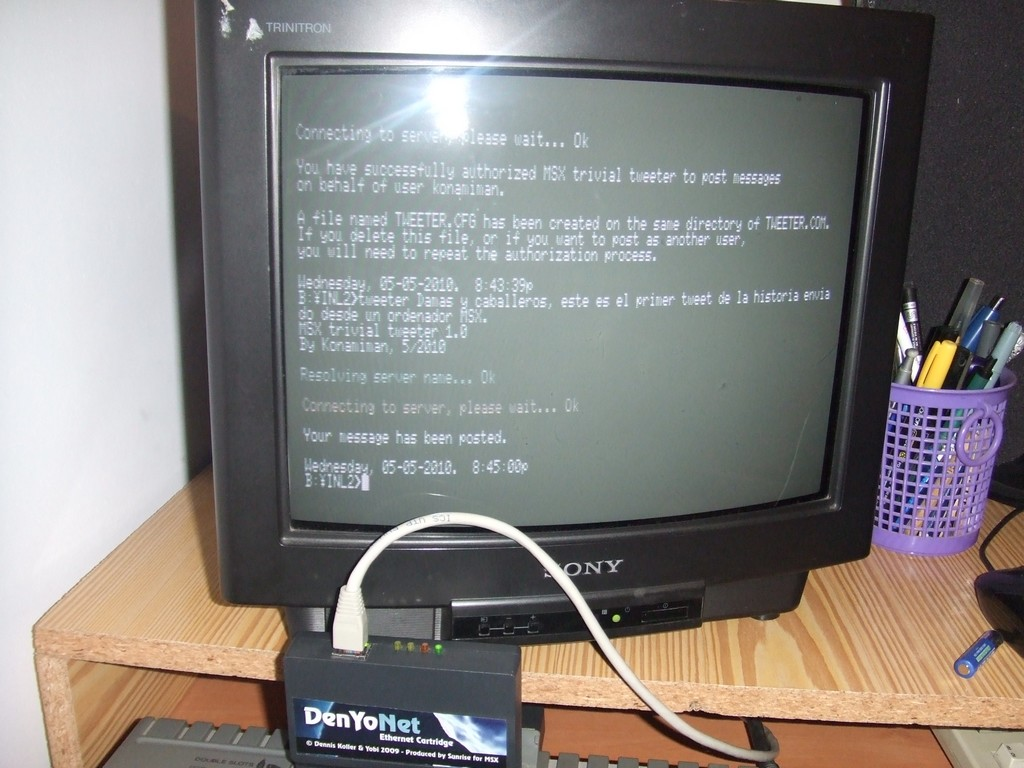 TRINITRON
Connecting to server, please wait... Ok
You have successfully authorized MSX trivial tweeter to post messages
on behalf of user konamiman.
A file named TWEETER.CFG has been created on the same directory of TWEETER.COM.
If you delete this file, or if you want to post as another user,
you will need to repeat the authorization process.
Wednesday, 05-05-2010.  8:43:39p
B:¥INL2>tweeter Damas y caballeros, este es el primer tweet de la historia envia
do desde un ordenador MSX.
MSX trivial tweeter 1.0
By Konamiman, 5/2010
Resolving server name... Ok
Connecting to server, please wait... Ok
Your message has been posted.
Wednesday, 05-05-2010.  8:45:00p
B:¥INL2>
SONY
DenYoNet
Ethernet Cartridge
© Dennis Koller & Yobi 2009 - Produced by Sunrise for MSX
DOUBLE SLOTS